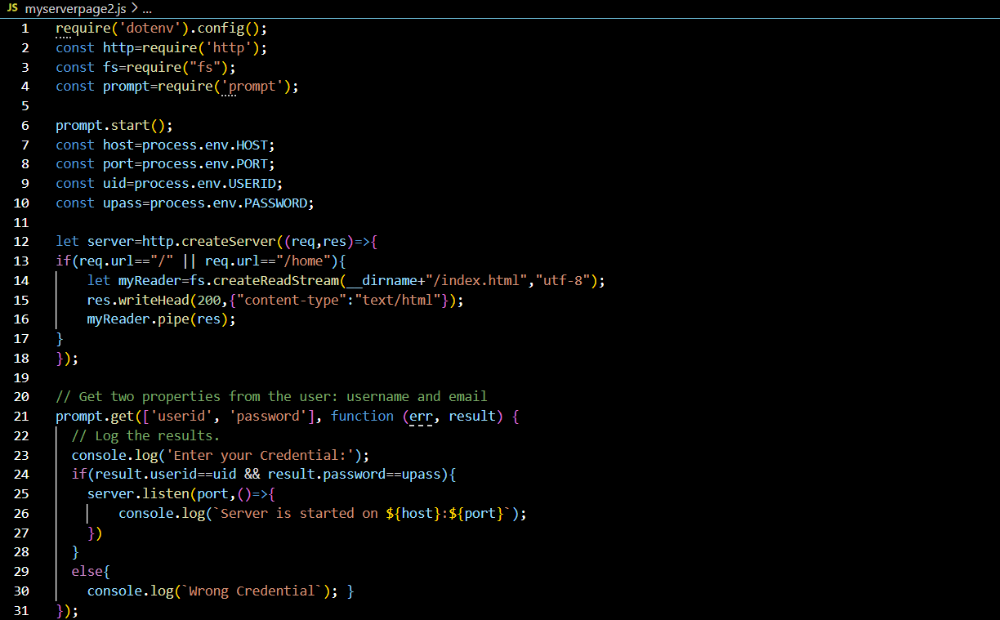 JS myserverpage2.js > ...
1 require('dotenv').config();
2 const http=require('http');
3 const fs=require("fs");
4 const prompt=require('prompt');
5
6 prompt.start();
7 const host=process.env.HOST;
8 const port=process.env.PORT;
9 const uid=process.env.USERID;
10 const upass=process.env.PASSWORD;
11
12 let server=http.createServer((req,res)=>{
13 if(req.url=="/" || req.url=="/home"){
14     let myReader=fs.createReadStream(__dirname+"/index.html","utf-8");
15     res.writeHead(200,{"content-type":"text/html"});
16     myReader.pipe(res);
17 }
18 });
19
20 // Get two properties from the user: username and email
21 prompt.get(['userid', 'password'], function (err, result) {
22   // Log the results.
23   console.log('Enter your Credential:');
24   if(result.userid==uid && result.password==upass){
25     server.listen(port,()=>{
26         console.log(`Server is started on ${host}:${port}`);
27     })
28   }
29   else{
30     console.log(`Wrong Credential`); }
31 });